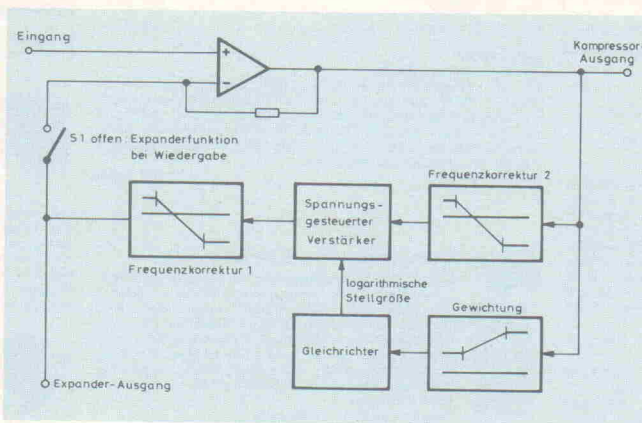 Eingang
Kompressor
Ausgang
+
−
S1 offen: Expanderfunktion
bei Wiedergabe
Frequenzkorrektur 2
Spannungs-
gesteuerter
Verstärker
Frequenzkorrektur 1
logarithmische
Stellgröße
Gewichtung
Gleichrichter
Expander-Ausgang